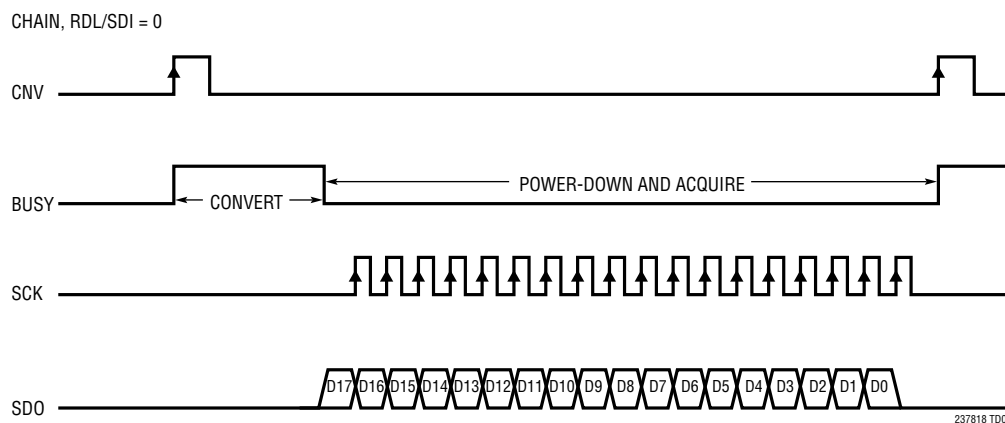 CHAIN, RDL/SDI = 0
CNV
BUSY
CONVERT
POWER-DOWN AND ACQUIRE
SCK
SDO
D17 D16 D15 D14 D13 D12 D11 D10 D9 D8 D7 D6 D5 D4 D3 D2 D1 D0